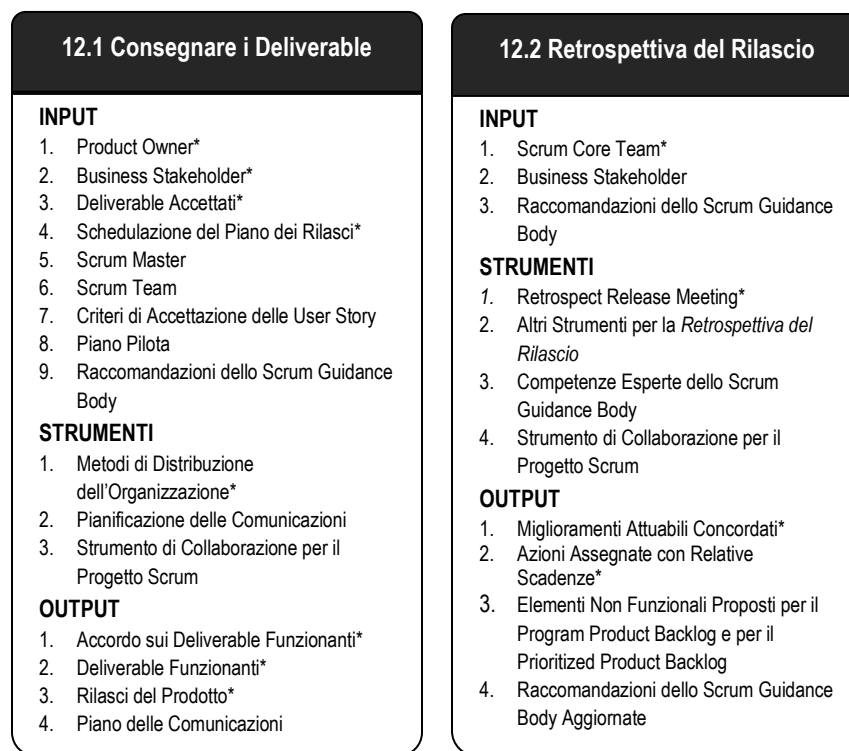 12.1 Consegnare i Deliverable
INPUT
1. Product Owner*
2. Business Stakeholder*
3. Deliverable Accettati*
4. Schedulazione del Piano dei Rilasci*
5. Scrum Master
6. Scrum Team
7. Criteri di Accettazione delle User Story
8. Piano Pilota
9. Raccomandazioni dello Scrum Guidance
Body
STRUMENTI
1. Metodi di Distribuzione
dell'Organizzazione*
2. Pianificazione delle Comunicazioni
3. Strumento di Collaborazione per il
Progetto Scrum
OUTPUT
1. Accordo sui Deliverable Funzionanti*
2. Deliverable Funzionanti*
3. Rilasci del Prodotto*
4. Piano delle Comunicazioni
12.2 Retrospettiva del Rilascio
INPUT
1. Scrum Core Team*
2. Business Stakeholder
3. Raccomandazioni dello Scrum Guidance
Body
STRUMENTI
1. Retrospect Release Meeting*
2. Altri Strumenti per la Retrospettiva del
Rilascio
3. Competenze Esperte dello Scrum
Guidance Body
4. Strumento di Collaborazione per il
Progetto Scrum
OUTPUT
1. Miglioramenti Attuabili Concordati*
2. Azioni Assegnate con Relative
Scadenze*
3. Elementi Non Funzionali Proposti per il
Program Product Backlog e per il
Prioritized Product Backlog
4. Raccomandazioni dello Scrum Guidance
Body Aggiornate